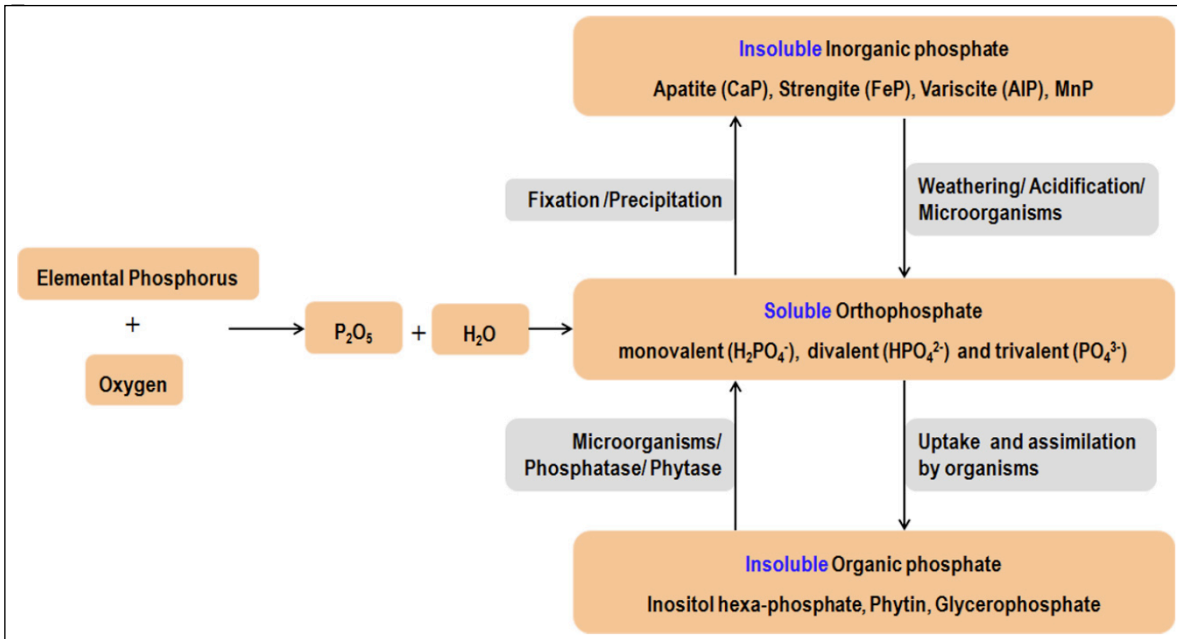 Insoluble Inorganic phosphate
Apatite (CaP), Strengite (FeP), Variscite (AlP), MnP
Fixation /Precipitation
Weathering/ Acidification/
Microorganisms
Elemental Phosphorus
+
Oxygen
P₂O₅ + H₂O
Soluble Orthophosphate
monovalent (H₂PO₄⁻), divalent (HPO₄²⁻) and trivalent (PO₄³⁻)
Microorganisms/
Phosphatase/ Phytase
Uptake and assimilation
by organisms
Insoluble Organic phosphate
Inositol hexa-phosphate, Phytin, Glycerophosphate